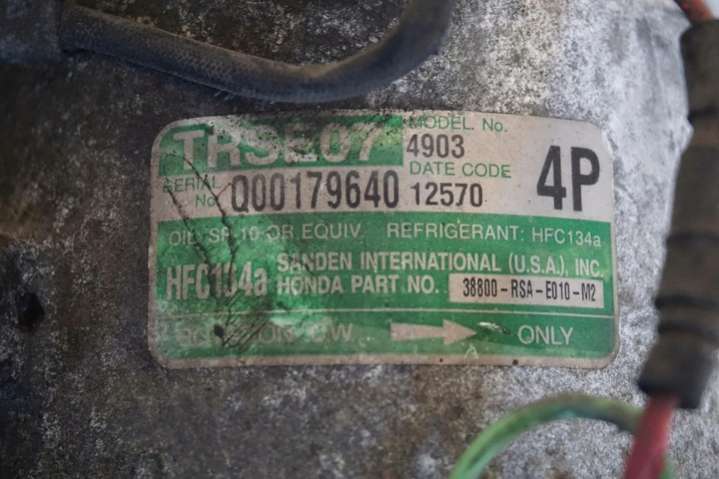 TRSE07 MODEL. No. 4903 4P
SERIAL No. Q00179640 DATE CODE 12570
OIL: SP-10 OR EQUIV. REFRIGERANT: HFC134a
HFC134a SANDEN INTERNATIONAL (U.S.A.), INC.
HONDA PART NO. 38800-RSA-E010-M2
ONLY